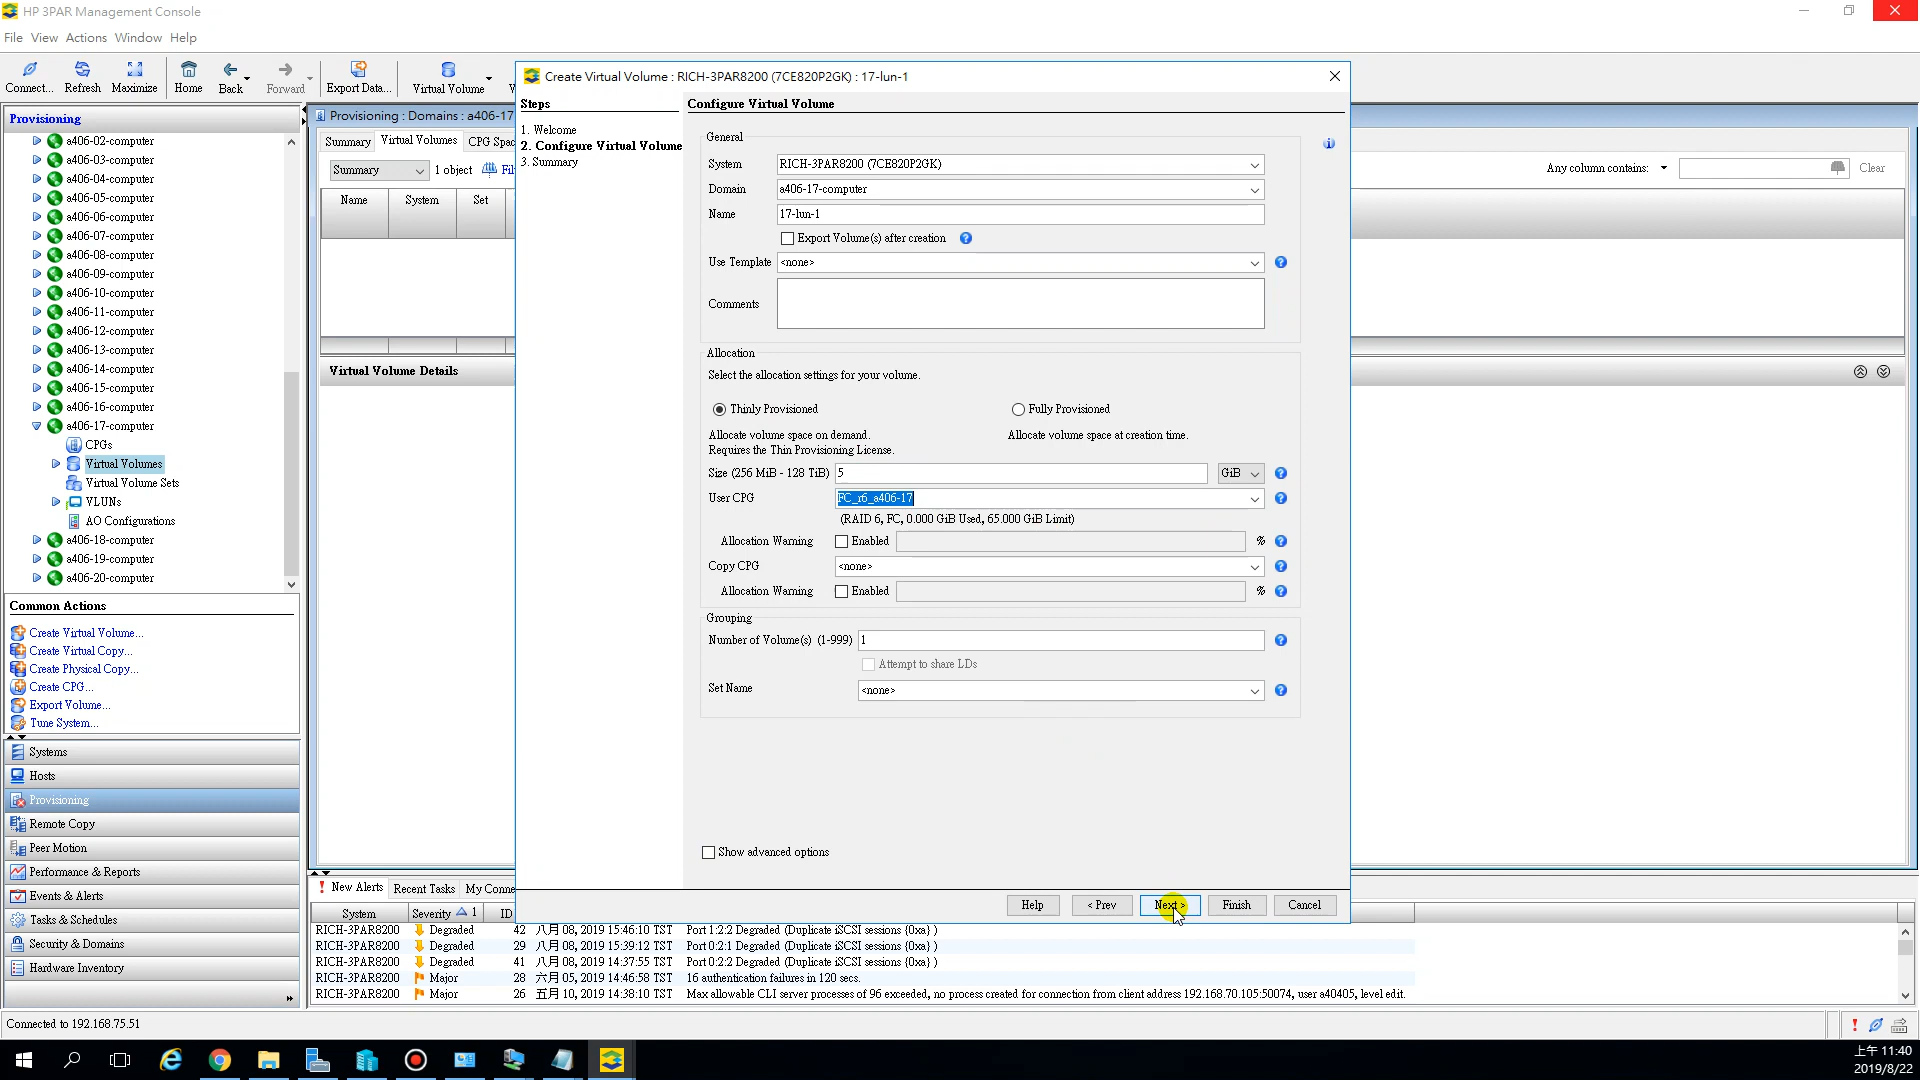 HP 3PAR Management Console
File View Actions Window Help
Connect... Refresh Maximize Home Back Forward Export Data... Virtual Volume V
Provisioning
a406-02-computer
a406-03-computer
a406-04-computer
a406-05-computer
a406-06-computer
a406-07-computer
a406-08-computer
a406-09-computer
a406-10-computer
a406-11-computer
a406-12-computer
a406-13-computer
a406-14-computer
a406-15-computer
a406-16-computer
a406-17-computer
CPGs
Virtual Volumes
Virtual Volume Sets
VLUNs
AO Configurations
a406-18-computer
a406-19-computer
a406-20-computer
Common Actions
Create Virtual Volume...
Create Virtual Copy...
Create Physical Copy...
Create CPG...
Export Volume...
Tune System...
Systems
Hosts
Provisioning
Remote Copy
Peer Motion
Performance & Reports
Events & Alerts
Tasks & Schedules
Security & Domains
Hardware Inventory
Provisioning : Domains : a406-17
Summary Virtual Volumes CPG Spac
Summary 1 object Fil
Any column contains: Clear
Name System Set
Virtual Volume Details
Create Virtual Volume : RICH-3PAR8200 (7CE820P2GK) : 17-lun-1
Steps
1. Welcome
2. Configure Virtual Volume
3. Summary
Configure Virtual Volume
General
System RICH-3PAR8200 (7CE820P2GK)
Domain a406-17-computer
Name 17-lun-1
Export Volume(s) after creation
Use Template <none>
Comments
Allocation
Select the allocation settings for your volume.
Thinly Provisioned Fully Provisioned
Allocate volume space on demand. Allocate volume space at creation time.
Requires the Thin Provisioning License.
Size (256 MiB - 128 TiB) 5 GiB
User CPG FC_r6_a406-17
(RAID 6, FC, 0.000 GiB Used, 65.000 GiB Limit)
Allocation Warning Enabled %
Copy CPG <none>
Allocation Warning Enabled %
Grouping
Number of Volume(s) (1-999) 1
Attempt to share LDs
Set Name <none>
Show advanced options
Help < Prev Next > Finish Cancel
New Alerts Recent Tasks My Conne
System Severity 1 ID
RICH-3PAR8200 Degraded 42 八月 08, 2019 15:46:10 TST Port 1:2:2 Degraded (Duplicate iSCSI sessions {0xa} )
RICH-3PAR8200 Degraded 29 八月 08, 2019 15:39:12 TST Port 0:2:1 Degraded (Duplicate iSCSI sessions {0xa} )
RICH-3PAR8200 Degraded 41 八月 08, 2019 14:37:55 TST Port 0:2:2 Degraded (Duplicate iSCSI sessions {0xa} )
RICH-3PAR8200 Major 28 六月 05, 2019 14:46:58 TST 16 authentication failures in 120 secs.
RICH-3PAR8200 Major 26 五月 10, 2019 14:38:10 TST Max allowable CLI server processes of 96 exceeded, no process created for connection from client address 192.168.70.105:50074, user a40405, level edit.
Connected to 192.168.75.51
上午 11:40
2019/8/22